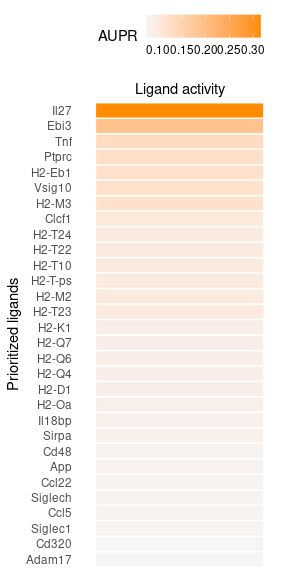 AUPR
0.100.150.200.250.30
Ligand activity
Prioritized ligands
Il27
Ebi3
Tnf
Ptprc
H2-Eb1
Vsig10
H2-M3
Clcf1
H2-T24
H2-T22
H2-T10
H2-T-ps
H2-M2
H2-T23
H2-K1
H2-Q7
H2-Q6
H2-Q4
H2-D1
H2-Oa
Il18bp
Sirpa
Cd48
App
Ccl22
Siglech
Ccl5
Siglec1
Cd320
Adam17